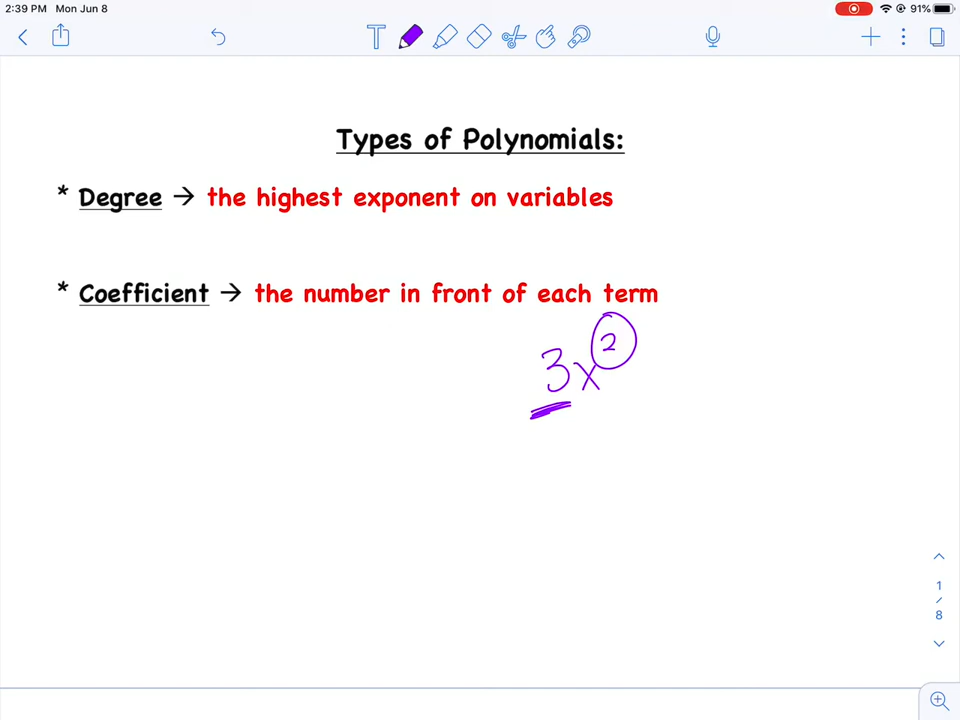 2:39 PM Mon Jun 8
91%
T
Types of Polynomials:
* Degree → the highest exponent on variables
* Coefficient → the number in front of each term
3x²
1
/
8